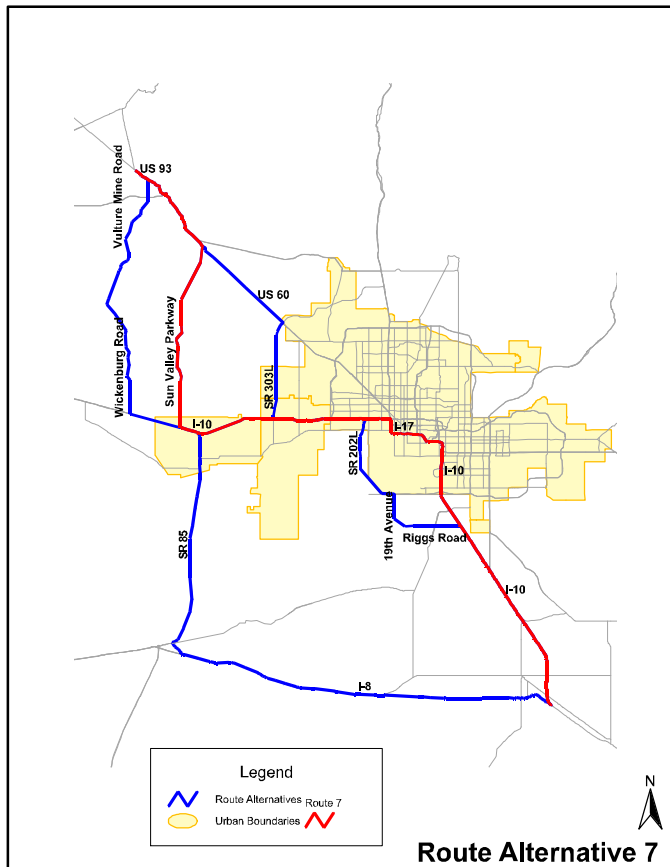 US 93
Vulture Mine Road
US 60
Sun Valley Parkway
Wickenburg Road
SR 303L
I-10
I-17
SR 202L
I-10
19th Avenue
Riggs Road
SR 85
I-10
I-8
Legend
Route Alternatives Route 7
Urban Boundaries
N
Route Alternative 7